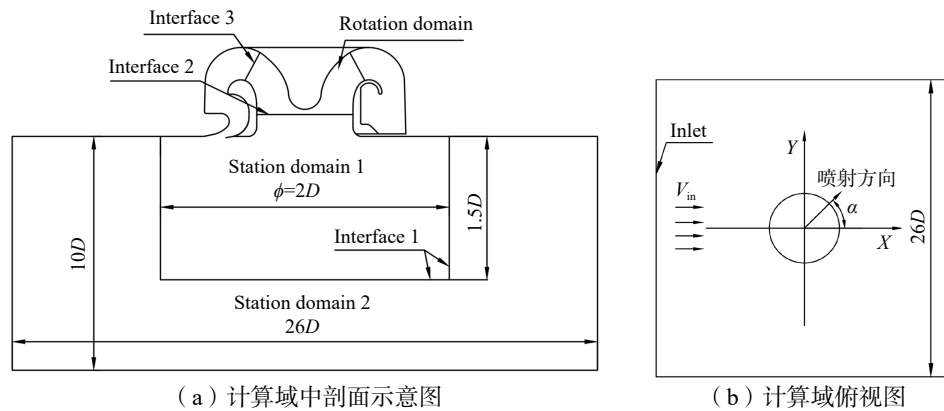 Interface 3
Rotation domain
Interface 2
Station domain 1
ϕ=2D
1.5D
Interface 1
10D
Station domain 2
26D
(a)计算域中剖面示意图
Inlet
Y
喷射方向
Vin
α
X
26D
(b)计算域俯视图